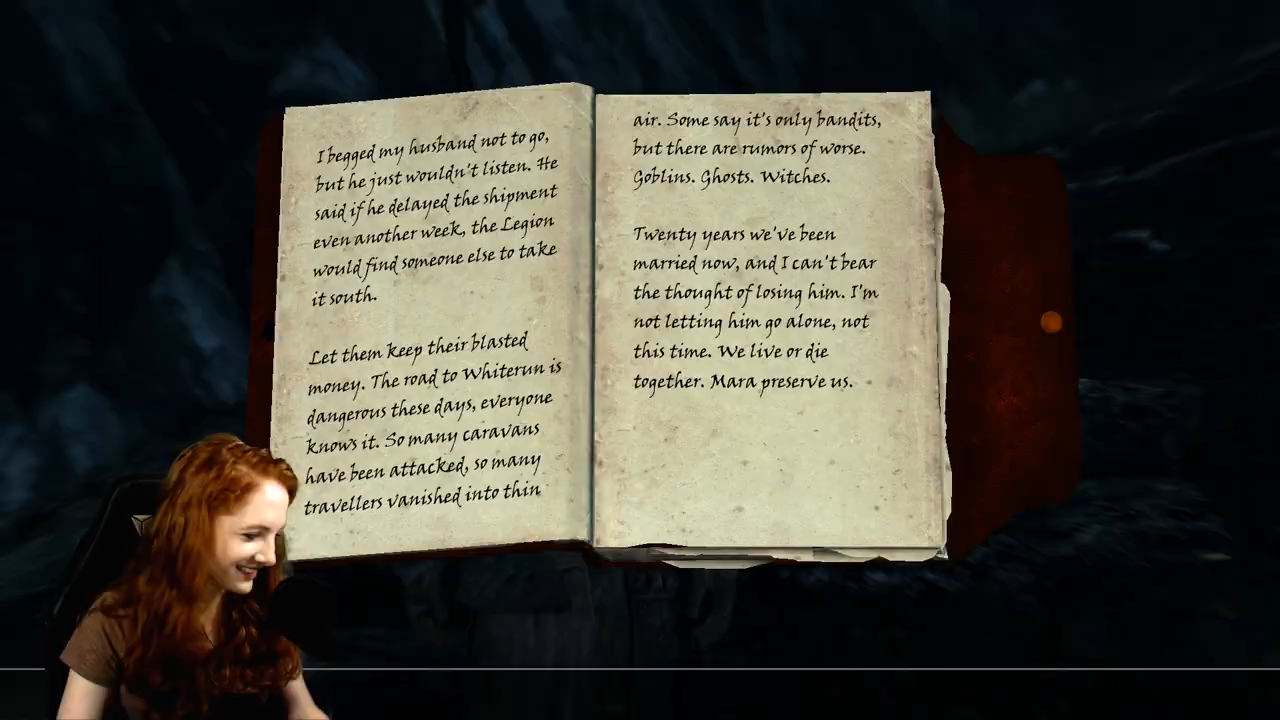 I begged my husband not to go,
but he just wouldn't listen. He
said if he delayed the shipment
even another week, the Legion
would find someone else to take
it south.
Let them keep their blasted
money. The road to Whiterun is
dangerous these days, everyone
knows it. So many caravans
have been attacked, so many
travellers vanished into thin
air. Some say it's only bandits,
but there are rumors of worse.
Goblins. Ghosts. Witches.
Twenty years we've been
married now, and I can't bear
the thought of losing him. I'm
not letting him go alone, not
this time. We live or die
together. Mara preserve us.